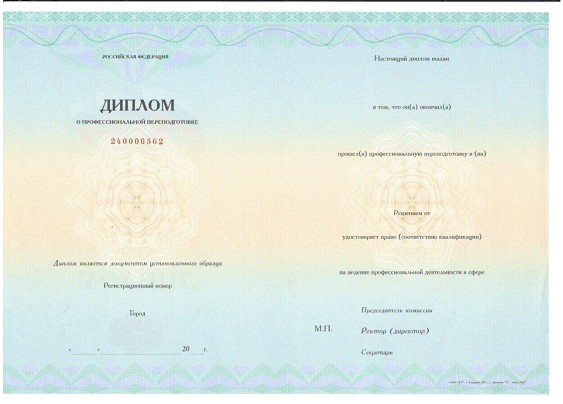 РОССИЙСКАЯ ФЕДЕРАЦИЯ
ДИПЛОМ
О ПРОФЕССИОНАЛЬНОЙ ПЕРЕПОДГОТОВКЕ
240006502
Диплом является документом установленного образца
Регистрационный номер
Город
« » 20 г.
Настоящий диплом выдан
в том, что он(а) окончил(а)
прошел(а) профессиональную переподготовку в (на)
Решением от
удостоверяет право (соответствие квалификации)
на ведение профессиональной деятельности в сфере
Председатель комиссии
М.П.
Ректор (директор)
Секретарь